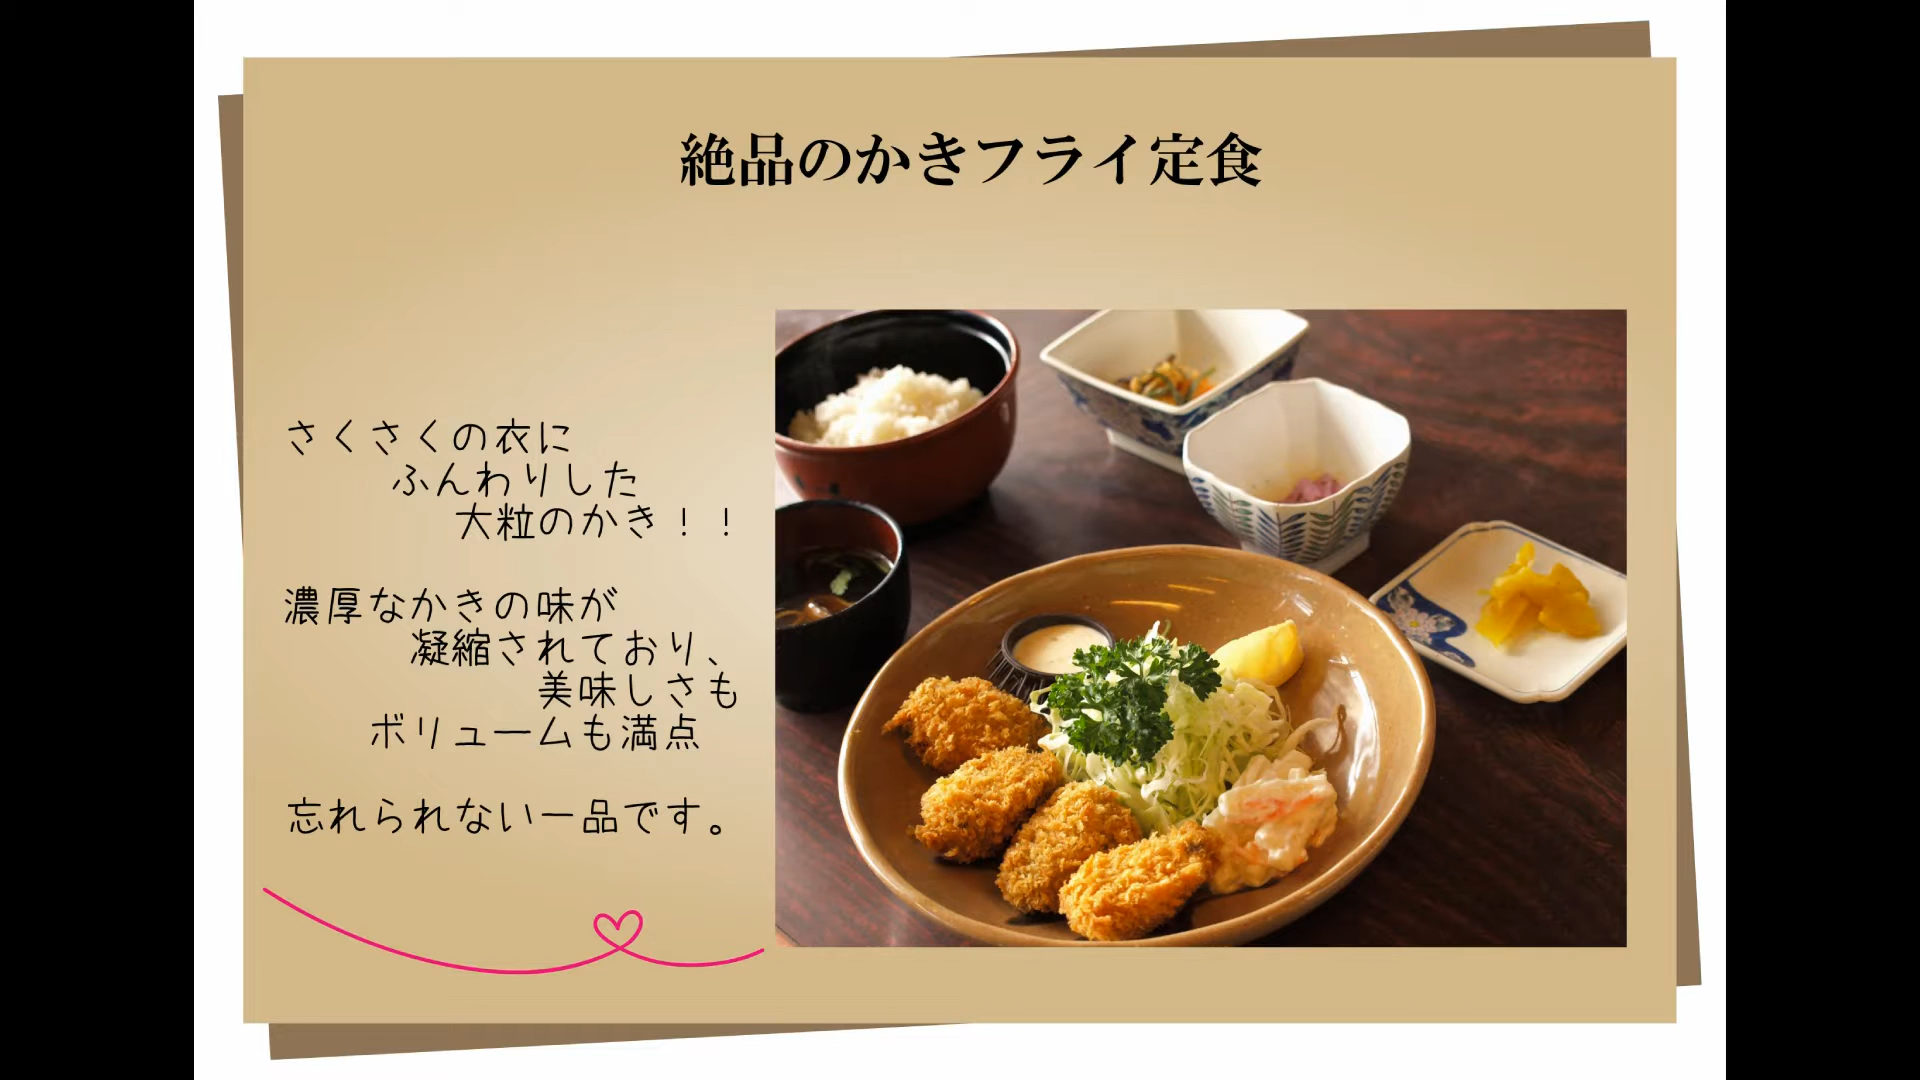 絶品のかきフライ定食
さくさくの衣に
ふんわりした
大粒のかき！！
濃厚なかきの味が
凝縮されており、
美味しさも
ボリュームも満点
忘れられない一品です。